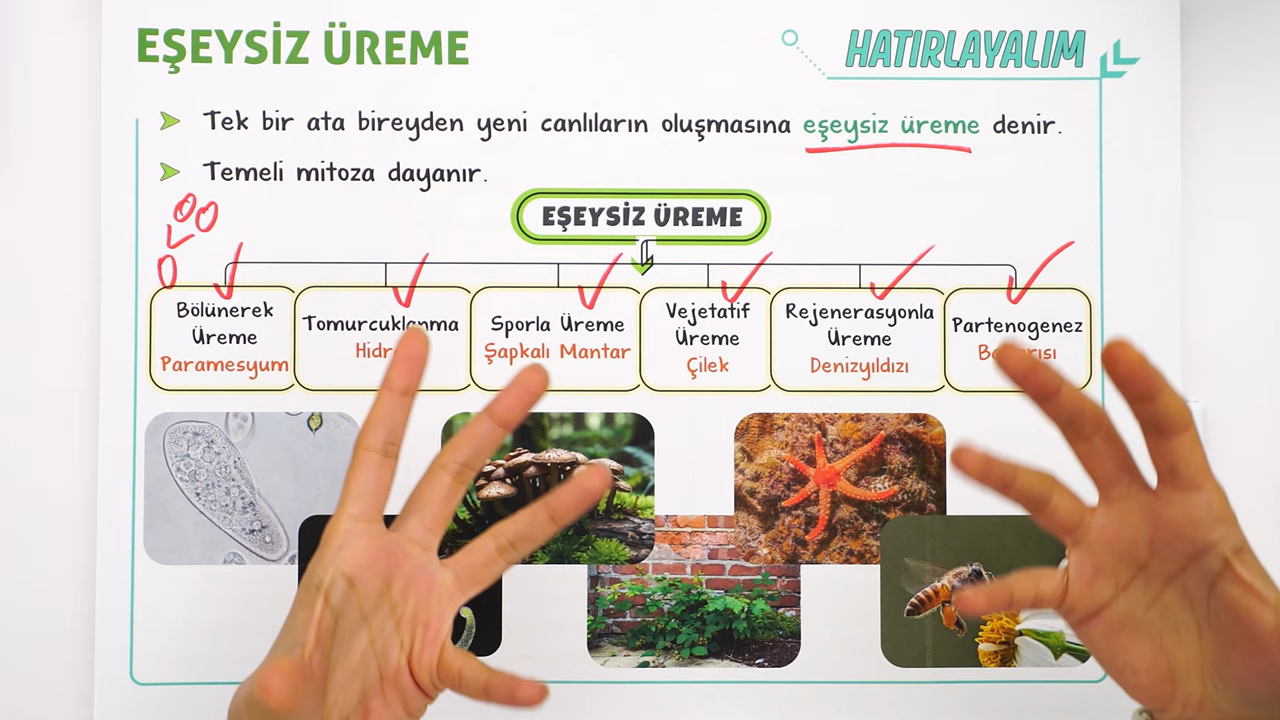 EŞEYSİZ ÜREME
HATIRLAYALIM
Tek bir ata bireyden yeni canlıların oluşmasına eşeysiz üreme denir.
Temeli mitoza dayanır.
EŞEYSİZ ÜREME
Bölünerek
Üreme
Paramesyum
Tomurcuklanma
Sporla Üreme
Şapkalı Mantar
Vejetatif
Üreme
Çilek
Rejenerasyonla
Üreme
Denizyıldızı
Partenogenez